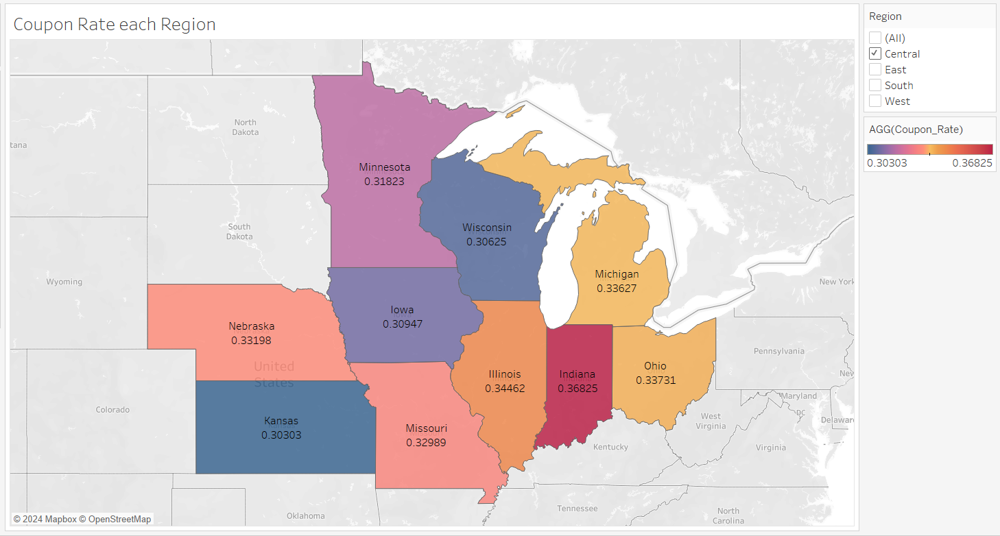 Coupon Rate each Region
North
Dakota
tana
Minnesota
0.31823
Wisconsin
0.30625
South
Dakota
Wyoming
Michigan
0.33627
New York
Iowa
0.30947
Nebraska
0.33198
United
States
Pennsylvania
Illinois
0.34462
Indiana
0.36825
Ohio
0.33731
New
Maryland
DC
Delaware
West
Virginia
Colorado
Kansas
0.30303
Missouri
0.32989
Kentucky
Virginia
Tennessee
North
Carolina
Oklahoma
© 2024 Mapbox © OpenStreetMap
Region
(All)
Central
East
South
West
AGG(Coupon_Rate)
0.30303 0.36825